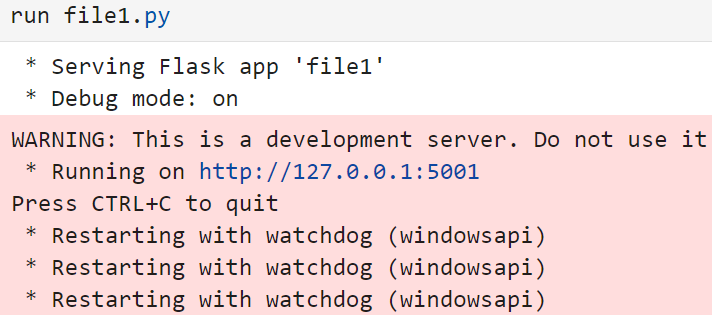 run file1.py
* Serving Flask app 'file1'
* Debug mode: on
WARNING: This is a development server. Do not use it
* Running on http://127.0.0.1:5001
Press CTRL+C to quit
* Restarting with watchdog (windowsapi)
* Restarting with watchdog (windowsapi)
* Restarting with watchdog (windowsapi)